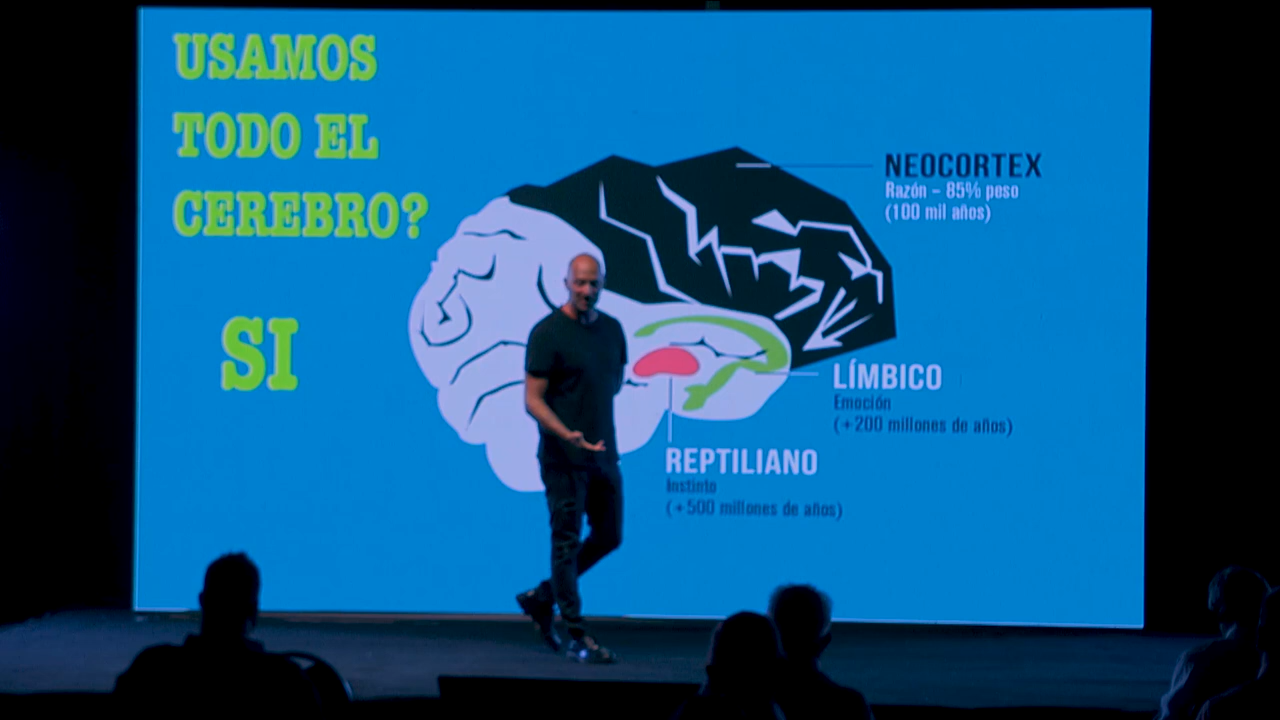 USAMOS
TODO EL
CEREBRO?
SI
NEOCORTEX
Razón – 85% peso
(100 mil años)
LÍMBICO
Emoción
(+200 millones de años)
REPTILIANO
Instinto
(+500 millones de años)